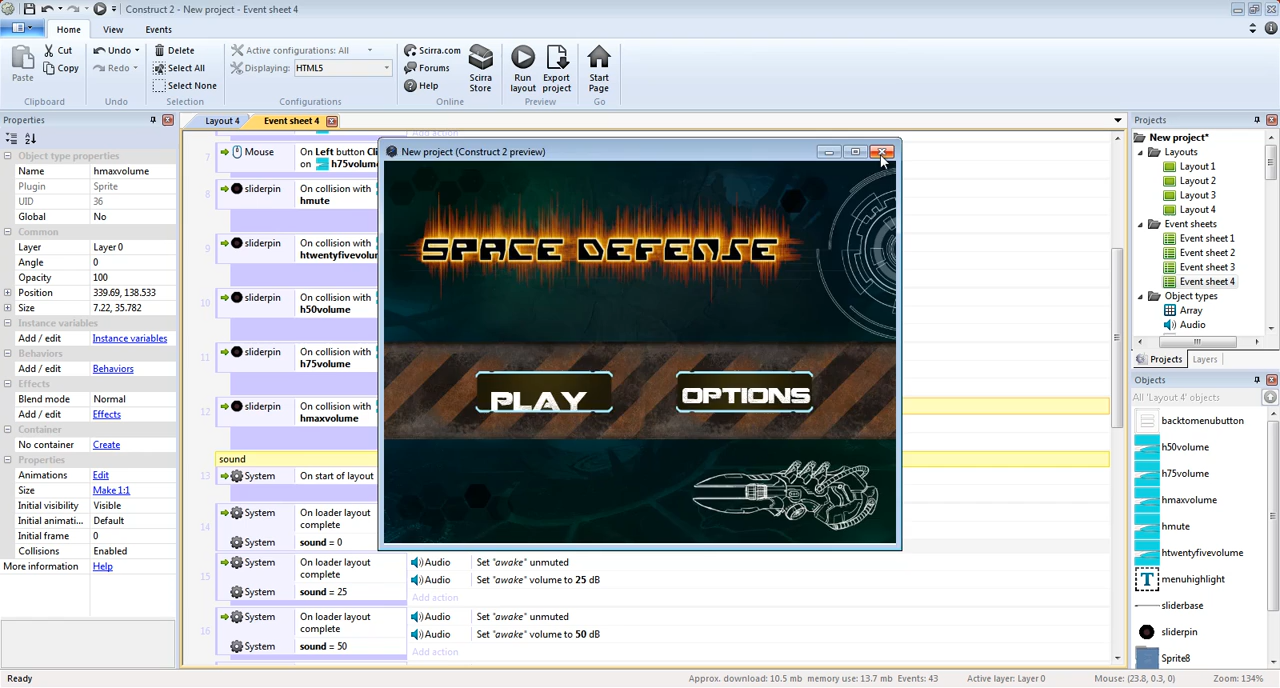 Construct 2 - New project - Event sheet 4
Home
View
Events
Paste
Cut
Copy
Clipboard
Undo
Redo
Undo
Delete
Select All
Select None
Selection
Active configurations: All
Displaying: HTML5
Configurations
Scirra.com
Forums
Help
Online
Scirra Store
Run layout
Export project
Preview
Start Page
Go
Properties
Layout 4
Event sheet 4
Projects
Object type properties
Name hmaxvolume
Plugin Sprite
UID 36
Global No
Common
Layer Layer 0
Angle 0
Opacity 100
Position 339.69, 138.533
Size 7.22, 35.782
Instance variables
Add / edit Instance variables
Behaviors
Add / edit Behaviors
Effects
Blend mode Normal
Add / edit Effects
Container
No container Create
Properties
Animations Edit
Size Make 1:1
Initial visibility Visible
Initial animati... Default
Initial frame 0
Collisions Enabled
More information Help
Add action
7 Mouse On Left button Cli
on h75volum
8 sliderpin On collision with
hmute
9 sliderpin On collision with
htwentyfivevolur
10 sliderpin On collision with
h50volume
11 sliderpin On collision with
h75volume
12 sliderpin On collision with
hmaxvolume
sound
13 System On start of layout
14 System On loader layout
complete
System sound = 0
15 System On loader layout
complete
System sound = 25
Audio Set "awake" unmuted
Audio Set "awake" volume to 25 dB
Add action
16 System On loader layout
complete
System sound = 50
Audio Set "awake" unmuted
Audio Set "awake" volume to 50 dB
Add action
New project (Construct 2 preview)
SPACE DEFENSE
PLAY
OPTIONS
New project*
Layouts
Layout 1
Layout 2
Layout 3
Layout 4
Event sheets
Event sheet 1
Event sheet 2
Event sheet 3
Event sheet 4
Object types
Array
Audio
Projects
Layers
Objects
All 'Layout 4' objects
backtomenubutton
h50volume
h75volume
hmaxvolume
hmute
htwentyfivevolume
menuhighlight
sliderbase
sliderpin
Sprite8
Ready
Approx. download: 10.5 mb memory use: 13.7 mb Events: 43
Active layer: Layer 0
Mouse: (23.8, 0.3, 0)
Zoom: 134%